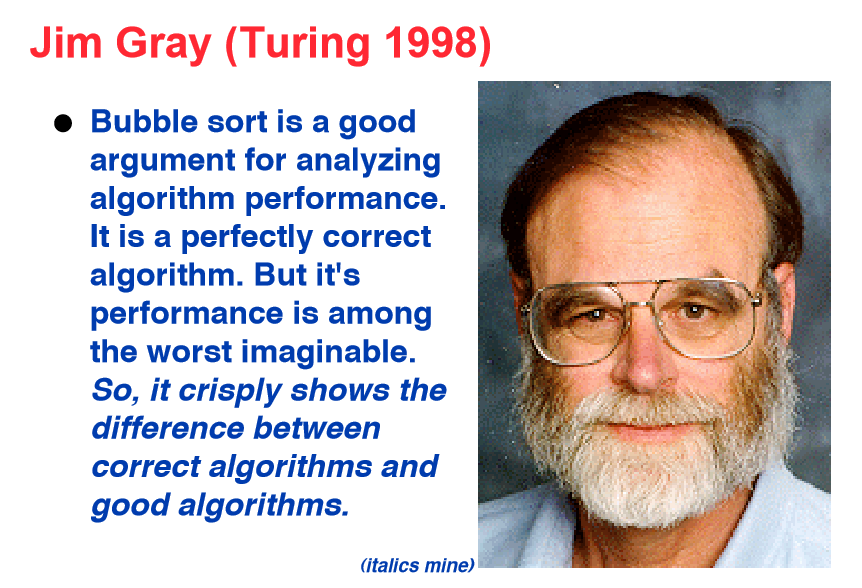 Jim Gray (Turing 1998)
● Bubble sort is a good
argument for analyzing
algorithm performance.
It is a perfectly correct
algorithm. But it's
performance is among
the worst imaginable.
So, it crisply shows the
difference between
correct algorithms and
good algorithms.
(italics mine)